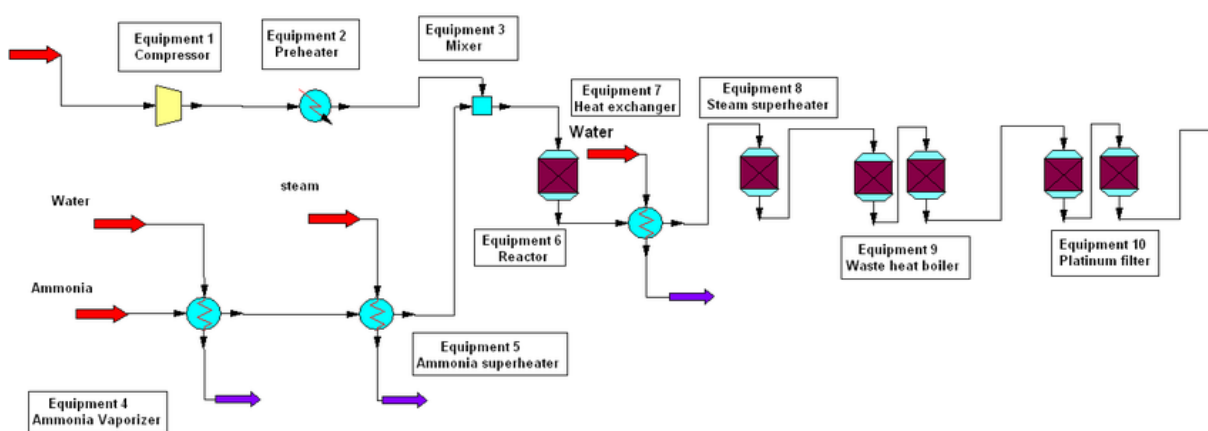 Equipment 1
Compressor
Equipment 2
Preheater
Equipment 3
Mixer
Equipment 7
Heat exchanger
Water
Equipment 8
Steam superheater
steam
Water
Ammonia
Equipment 6
Reactor
Equipment 9
Waste heat boiler
Equipment 10
Platinum filter
Equipment 5
Ammonia superheater
Equipment 4
Ammonia Vaporizer